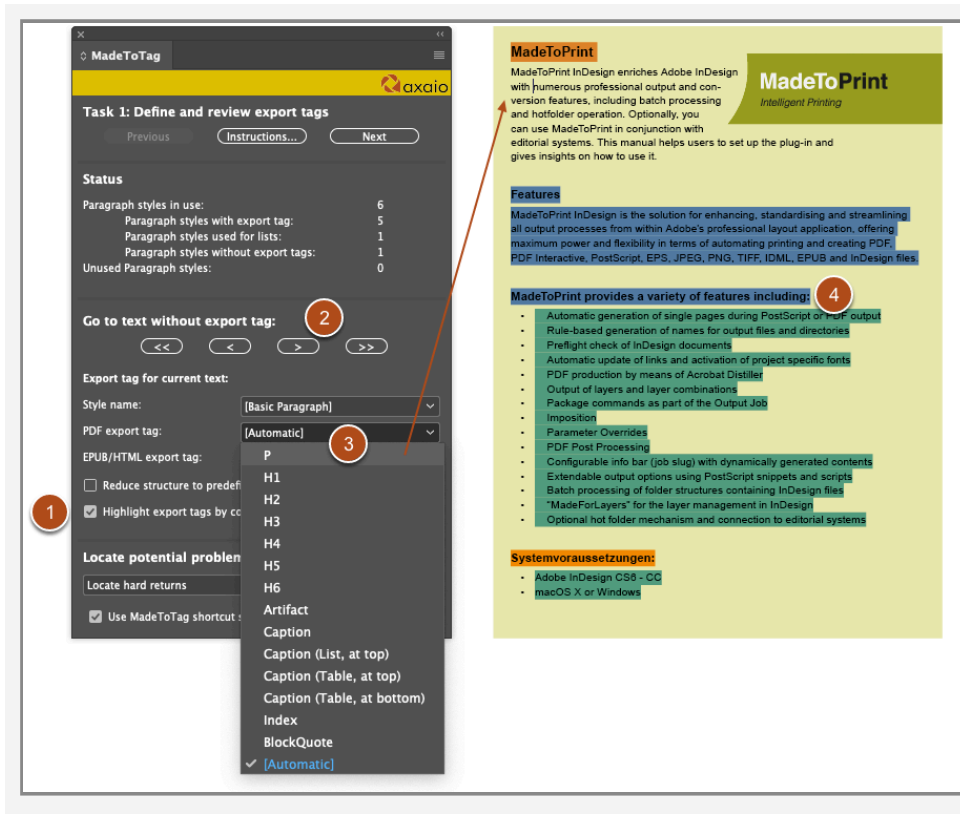 MadeToTag
axaio
Task 1: Define and review export tags
Previous
Instructions...
Next
Status
Paragraph styles in use: 6
Paragraph styles with export tag: 5
Paragraph styles used for lists: 1
Paragraph styles without export tags: 1
Unused Paragraph styles: 0
Go to text without export tag:
2
<< < > >>
Export tag for current text:
Style name: [Basic Paragraph]
PDF export tag: [Automatic]
3
EPUB/HTML export tag:
Reduce structure to predef
1
Highlight export tags by co
Locate potential problem
Locate hard returns
Use MadeToTag shortcut s
P
H1
H2
H3
H4
H5
H6
Artifact
Caption
Caption (List, at top)
Caption (Table, at top)
Caption (Table, at bottom)
Index
BlockQuote
[Automatic]
MadeToPrint
MadeToPrint InDesign enriches Adobe InDesign
with numerous professional output and con-
version features, including batch processing
and hotfolder operation. Optionally, you
can use MadeToPrint in conjunction with
editorial systems. This manual helps users to set up the plug-in and
gives insights on how to use it.
MadeToPrint
Intelligent Printing
Features
MadeToPrint InDesign is the solution for enhancing, standardising and streamlining
all output processes from within Adobe's professional layout application, offering
maximum power and flexibility in terms of automating printing and creating PDF,
PDF Interactive, PostScript, EPS, JPEG, PNG, TIFF, IDML, EPUB and InDesign files.
MadeToPrint provides a variety of features including:
4
• Automatic generation of single pages during PostScript or PDF output
• Rule-based generation of names for output files and directories
• Preflight check of InDesign documents
• Automatic update of links and activation of project specific fonts
• PDF production by means of Acrobat Distiller
• Output of layers and layer combinations
• Package commands as part of the Output Job
• Imposition
• Parameter Overrides
• PDF Post Processing
• Configurable info bar (job slug) with dynamically generated contents
• Extendable output options using PostScript snippets and scripts
• Batch processing of folder structures containing InDesign files
• "MadeForLayers" for the layer management in InDesign
• Optional hot folder mechanism and connection to editorial systems
Systemvoraussetzungen:
• Adobe InDesign CS6 - CC
• macOS X or Windows